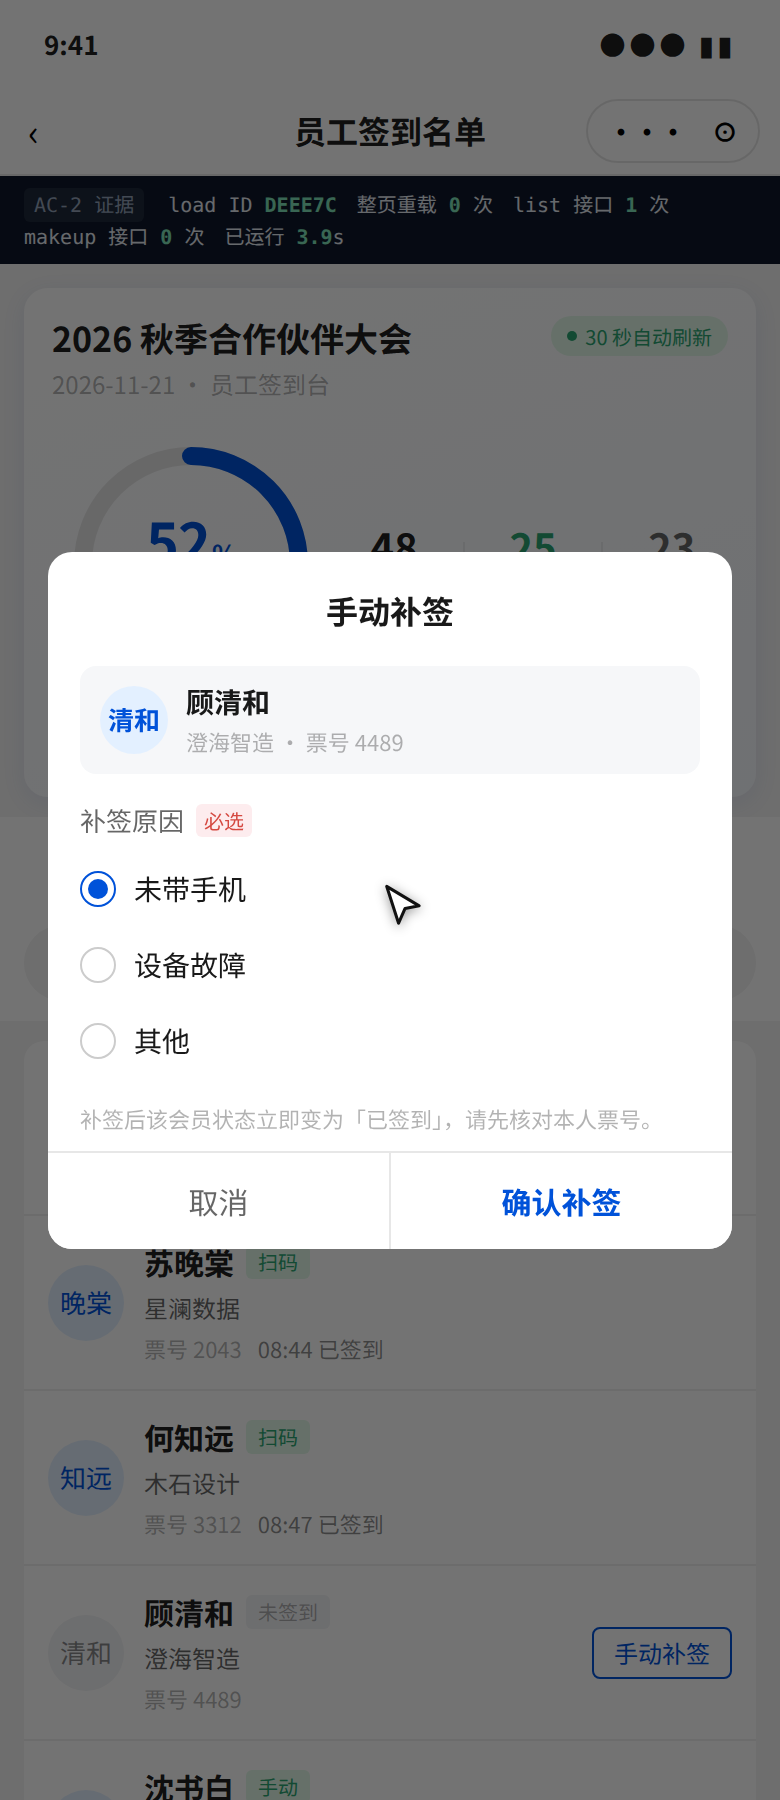 9:41
员工签到名单
AC-2 证据 load ID DEEE7C 整页重载 0 次 list 接口 1 次
makeup 接口 0 次 已运行 3.9s
2026 秋季合作伙伴大会
30 秒自动刷新
2026-11-21 · 员工签到台
52% 48 25 23
手动补签
清和
顾清和
澄海智造 · 票号 4489
补签原因 必选
未带手机
设备故障
其他
补签后该会员状态立即变为「已签到」，请先核对本人票号。
取消 确认补签
苏晚棠 扫码
晚棠
星澜数据
票号 2043 08:44 已签到
何知远 扫码
知远
木石设计
票号 3312 08:47 已签到
顾清和 未签到
清和
澄海智造
手动补签
票号 4489
沈书白 手动